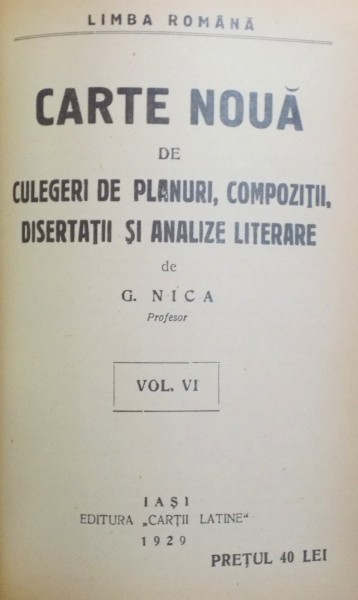 LIMBA ROMÂNĂ
CARTE NOUĂ
DE
CULEGERI DE PLANURI, COMPOZIȚII,
DISERTAȚII ȘI ANALIZE LITERARE
de
G. NICA
Profesor
VOL. VI
IAȘI
EDITURA „CARȚII LATINE"
1929
PREȚUL 40 LEI